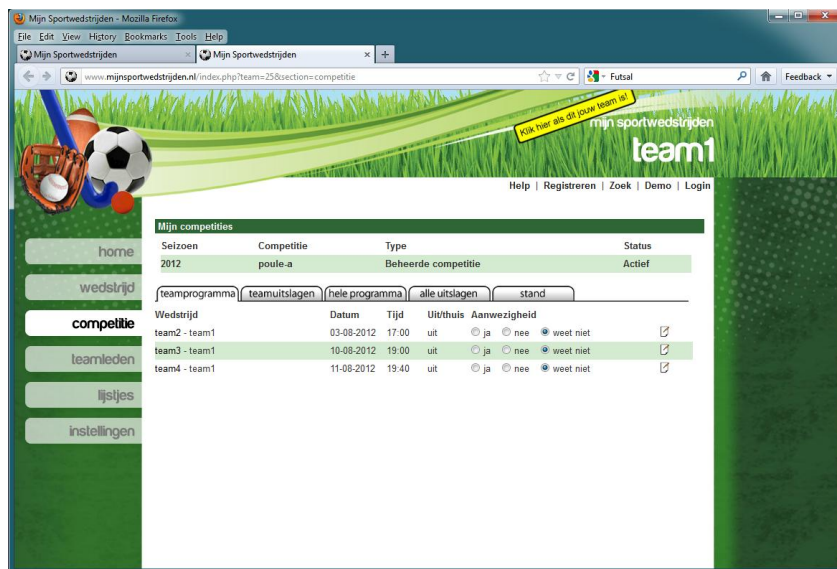 Mijn Sportwedstrijden - Mozilla Firefox
File Edit View History Bookmarks Tools Help
Mijn Sportwedstrijden × Mijn Sportwedstrijden × +
www.mijnsportwedstrijden.nl/index.php?team=25&section=competitie Futsal Feedback
Klik hier als dit jouw team is!
mijn sportwedstrijden
team1
Help | Registreren | Zoek | Demo | Login
Mijn competities
Seizoen Competitie Type Status
2012 poule-a Beheerde competitie Actief
home
wedstrijd
competitie
teamleden
lijstjes
instellingen
teamprogramma teamuitslagen hele programma alle uitslagen stand
Wedstrijd Datum Tijd Uit/thuis Aanwezigheid
team2 - team1 03-08-2012 17:00 uit ja nee weet niet
team3 - team1 10-08-2012 19:00 uit ja nee weet niet
team4 - team1 11-08-2012 19:40 uit ja nee weet niet